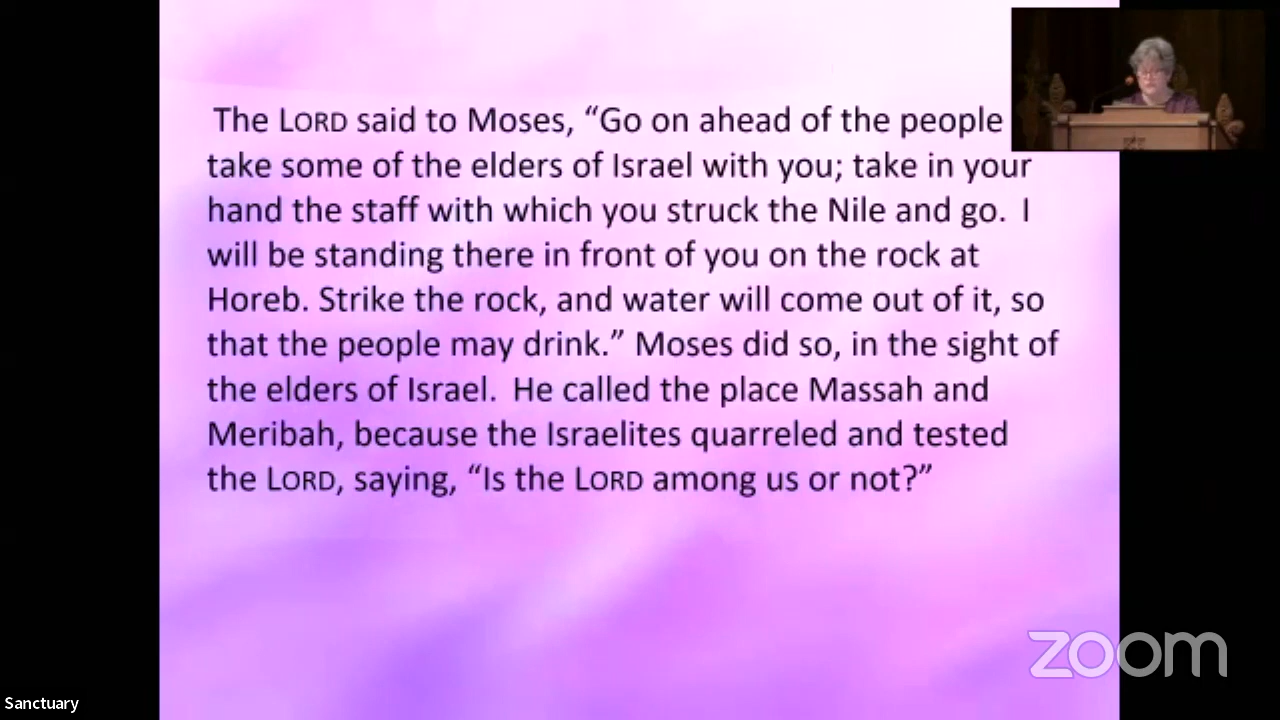 The LORD said to Moses, “Go on ahead of the people
take some of the elders of Israel with you; take in your
hand the staff with which you struck the Nile and go. I
will be standing there in front of you on the rock at
Horeb. Strike the rock, and water will come out of it, so
that the people may drink.” Moses did so, in the sight of
the elders of Israel. He called the place Massah and
Meribah, because the Israelites quarreled and tested
the LORD, saying, “Is the LORD among us or not?”
zoom
Sanctuary